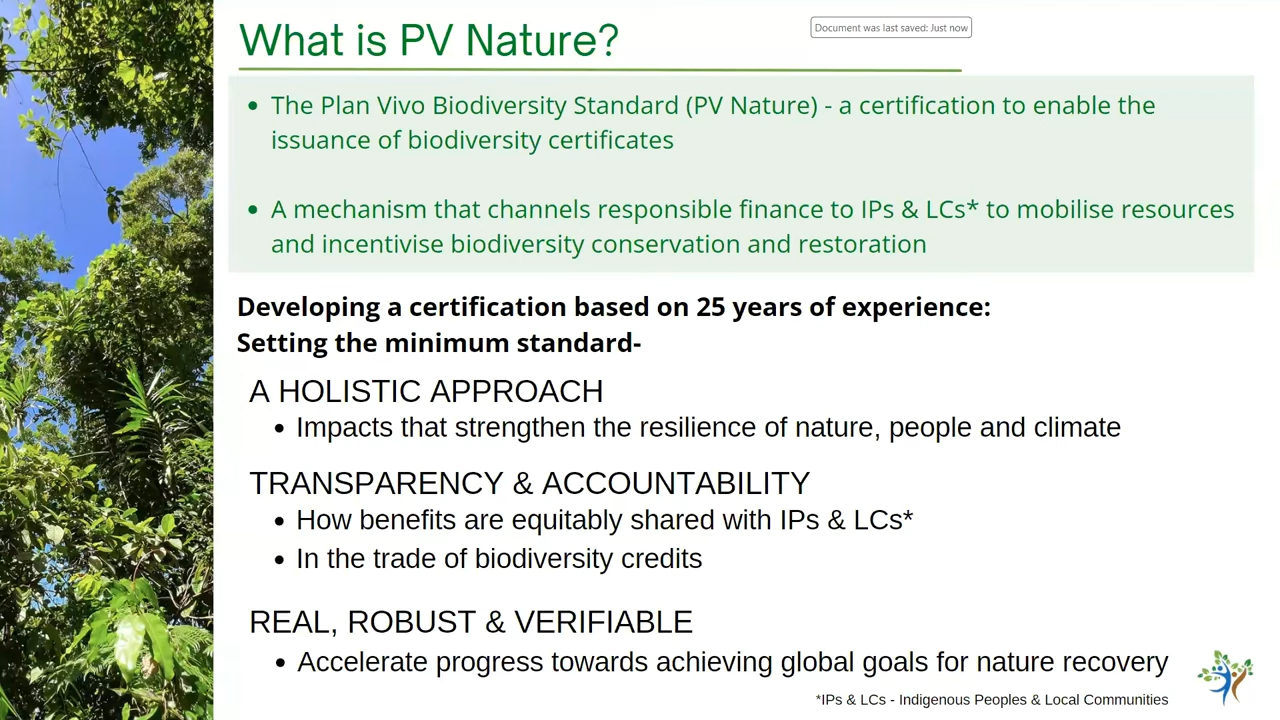 What is PV Nature?
Document was last saved: Just now
• The Plan Vivo Biodiversity Standard (PV Nature) - a certification to enable the
issuance of biodiversity certificates
• A mechanism that channels responsible finance to IPs & LCs* to mobilise resources
and incentivise biodiversity conservation and restoration
Developing a certification based on 25 years of experience:
Setting the minimum standard-
A HOLISTIC APPROACH
• Impacts that strengthen the resilience of nature, people and climate
TRANSPARENCY & ACCOUNTABILITY
• How benefits are equitably shared with IPs & LCs*
• In the trade of biodiversity credits
REAL, ROBUST & VERIFIABLE
• Accelerate progress towards achieving global goals for nature recovery
*IPs & LCs - Indigenous Peoples & Local Communities